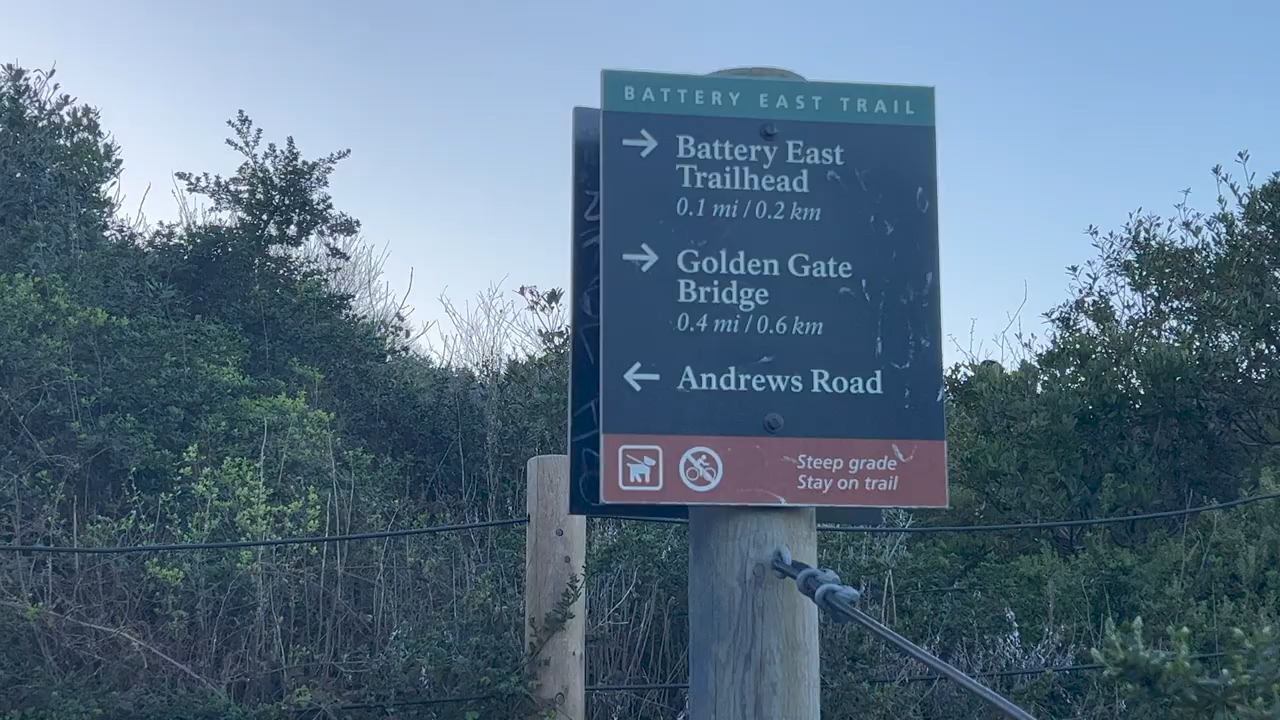 BATTERY EAST TRAIL
Battery East
Trailhead
0.1 mi / 0.2 km
Golden Gate
Bridge
0.4 mi / 0.6 km
Andrews Road
Steep grade
Stay on trail